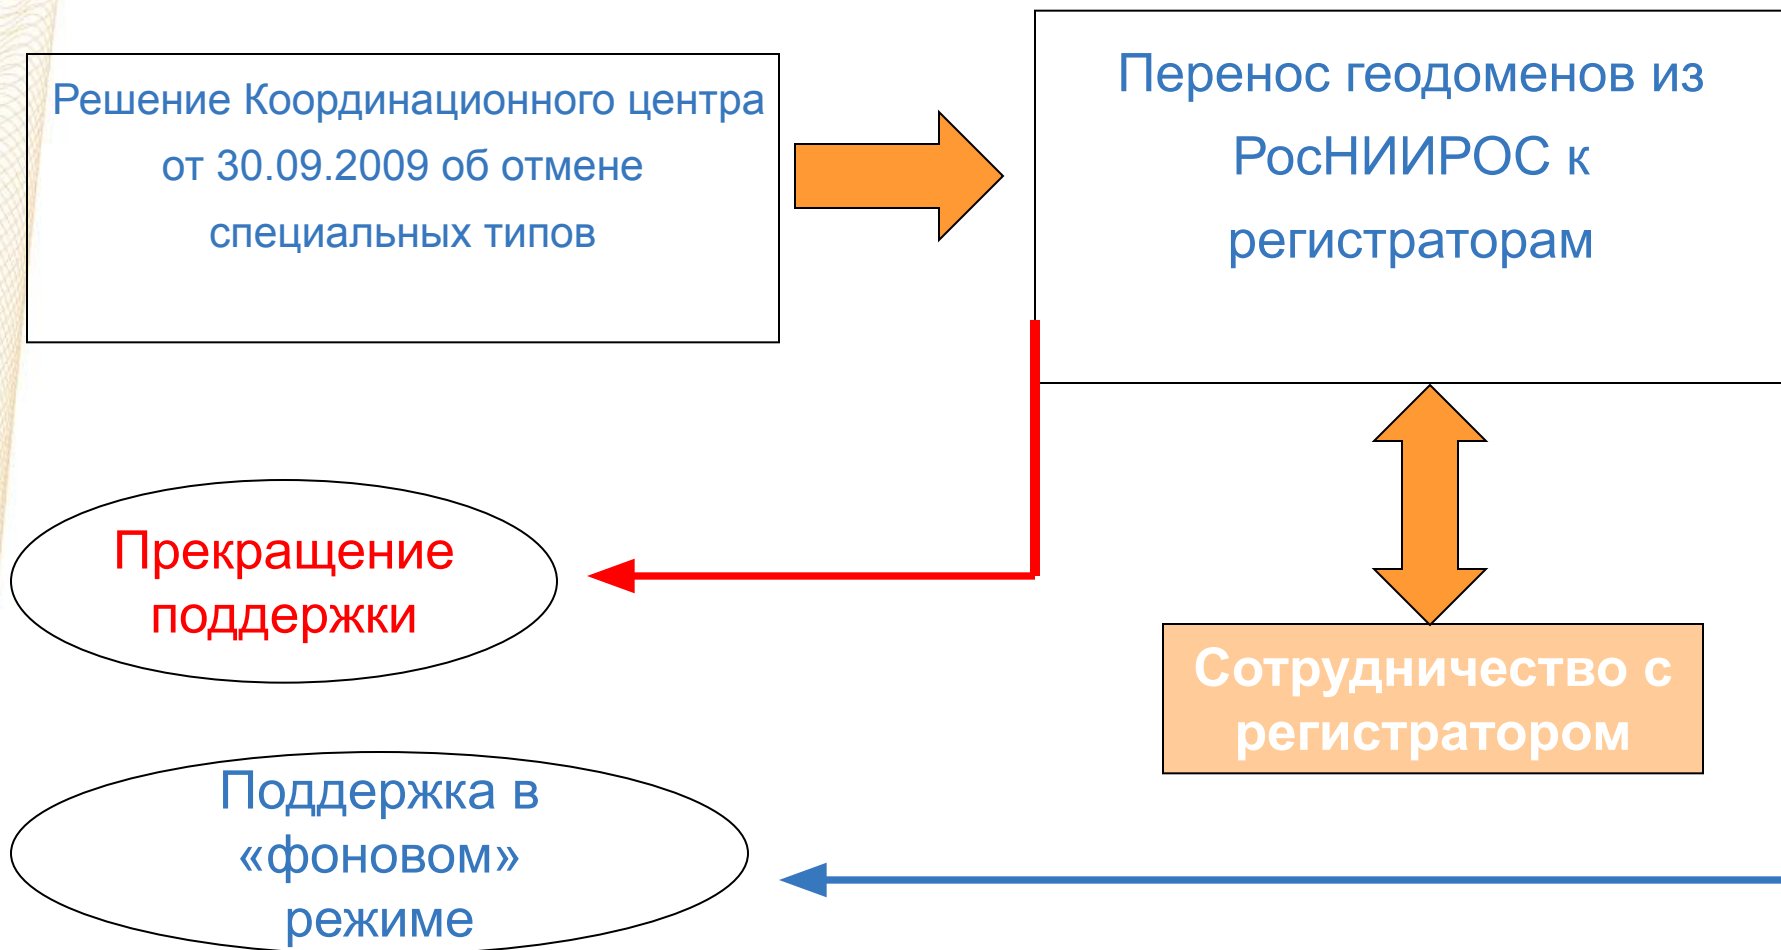 Решение Координационного центра
от 30.09.2009 об отмене
специальных типов
Перенос геодоменов из
РосНИИРОС к
регистраторам
Прекращение
поддержки
Сотрудничество с
регистратором
Поддержка в
«фоновом»
режиме